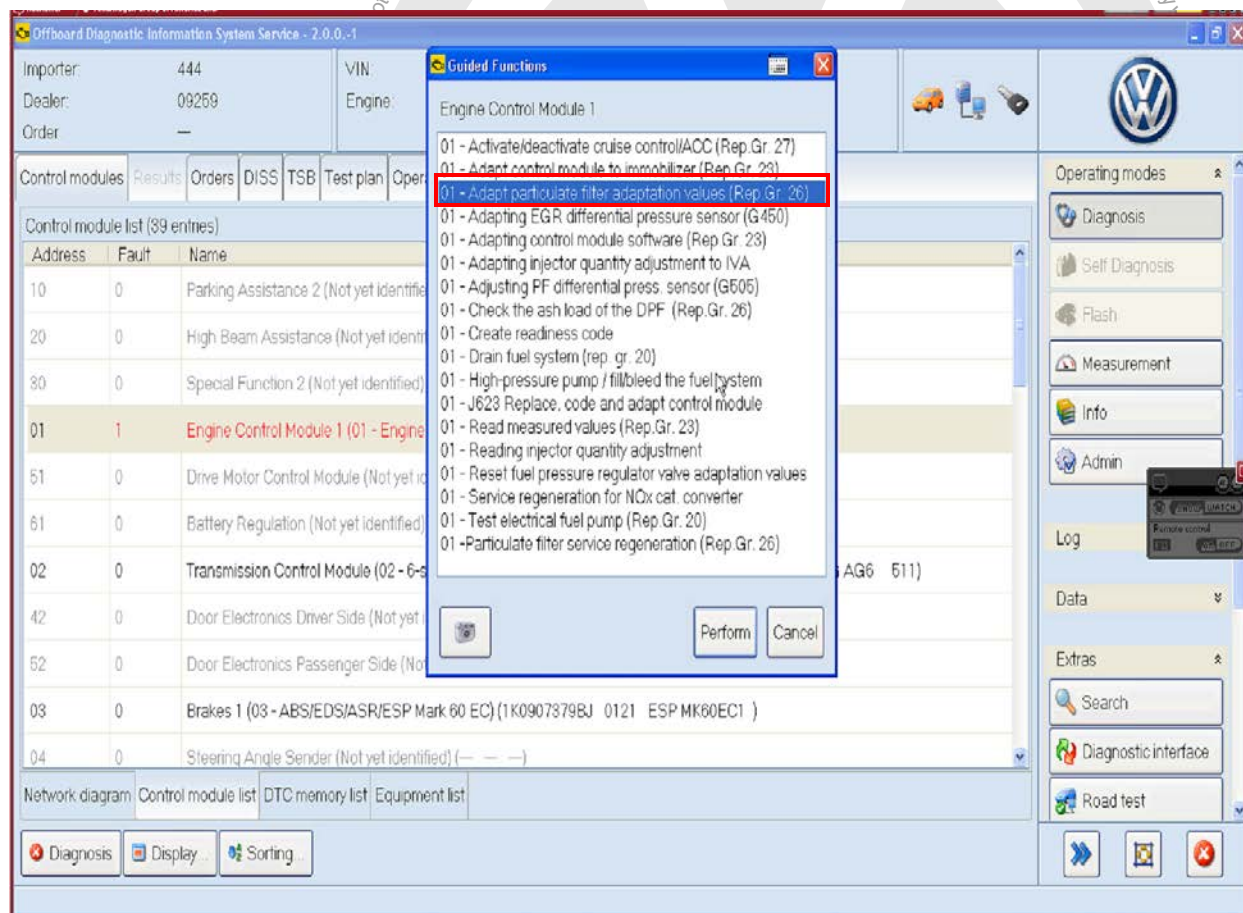 Offboard Diagnostic Information System Service - 2.0.0.-1
Importer: 444 VIN:
Dealer: 09259 Engine:
Order: —
Control modules Results Orders DISS TSB Test plan Oper
Control module list (39 entries)
Address Fault Name
10 0 Parking Assistance 2 (Not yet identifie
20 0 High Beam Assistance (Not yet identif
30 0 Special Function 2 (Not yet identified)
01 1 Engine Control Module 1 (01 - Engine
51 0 Drive Motor Control Module (Not yet id
61 0 Battery Regulation (Not yet identified)
02 0 Transmission Control Module (02 - 6-s AG6 511)
42 0 Door Electronics Driver Side (Not yet i
52 0 Door Electronics Passenger Side (No
03 0 Brakes 1 (03 - ABS/EDS/ASR/ESP Mark 60 EC) (1K0907379BJ 0121 ESP MK60EC1 )
04 0 Steering Angle Sender (Not yet identified) (— — —)
Network diagram Control module list DTC memory list Equipment list
Diagnosis Display... Sorting...
Guided Functions
Engine Control Module 1
01 - Activate/deactivate cruise control/ACC (Rep.Gr. 27)
01 - Adapt control module to immobilizer (Rep.Gr. 23)
01 - Adapt particulate filter adaptation values (Rep.Gr. 26)
01 - Adapting EGR differential pressure sensor (G450)
01 - Adapting control module software (Rep.Gr. 23)
01 - Adapting injector quantity adjustment to IVA
01 - Adjusting PF differential press. sensor (G505)
01 - Check the ash load of the DPF (Rep.Gr. 26)
01 - Create readiness code
01 - Drain fuel system (rep. gr. 20)
01 - High-pressure pump / fill/bleed the fuel system
01 - J623 Replace, code and adapt control module
01 - Read measured values (Rep.Gr. 23)
01 - Reading injector quantity adjustment
01 - Reset fuel pressure regulator valve adaptation values
01 - Service regeneration for NOx cat. converter
01 - Test electrical fuel pump (Rep.Gr. 20)
01 -Particulate filter service regeneration (Rep.Gr. 26)
Perform Cancel
Operating modes
Diagnosis
Self Diagnosis
Flash
Measurement
Info
Admin
Remote control
Log
Data
Extras
Search
Diagnostic interface
Road test